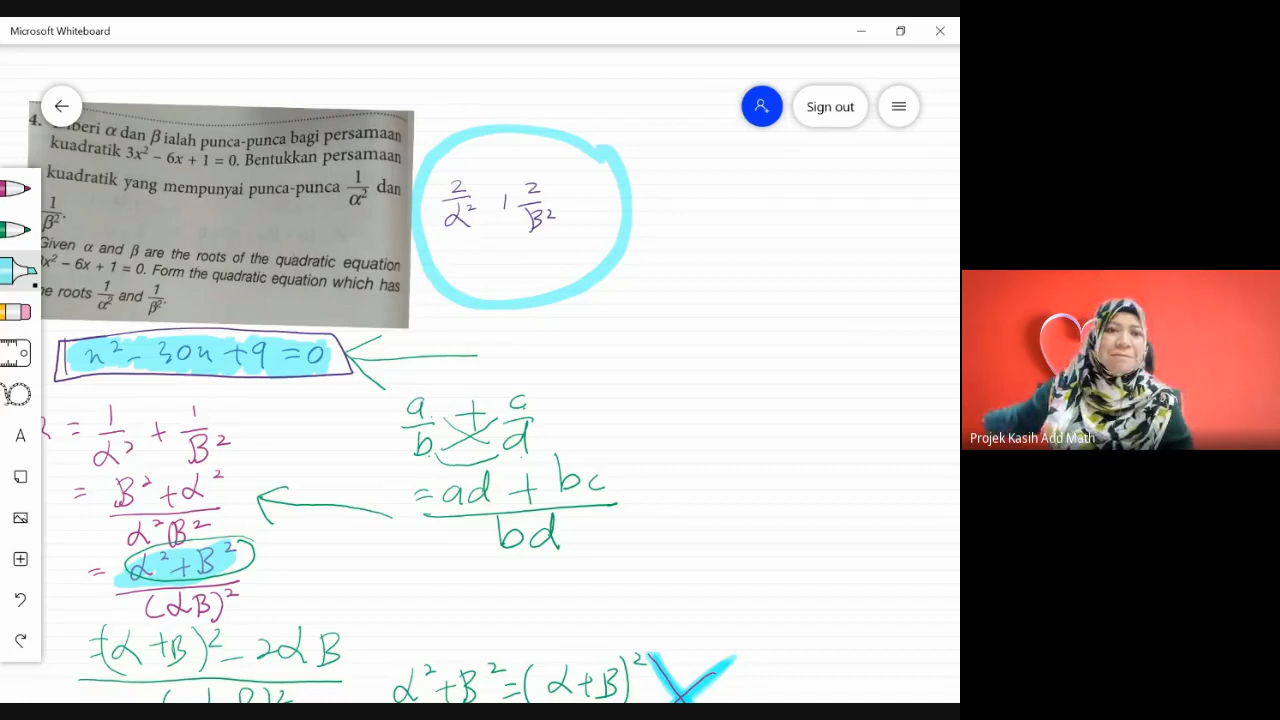 Microsoft Whiteboard
Sign out
4. beri α dan β ialah punca-punca bagi persamaan
kuadratik 3x² − 6x + 1 = 0. Bentukkan persamaan
kuadratik yang mempunyai punca-punca 1/α² dan
1/β².
Given α and β are the roots of the quadratic equation
x² − 6x + 1 = 0. Form the quadratic equation which has
e roots 1/α² and 1/β².
2/α² , 2/β²
x² − 30x + 9 = 0
= 1/α² + 1/β²
= (β² + α²)/(α²β²)
= (α² + β²)/(αβ)²
(α + β)² − 2αβ
a/b + c/d
= (ad + bc)/bd
α² + β² = (α + β)²
Projek Kasih Add Math